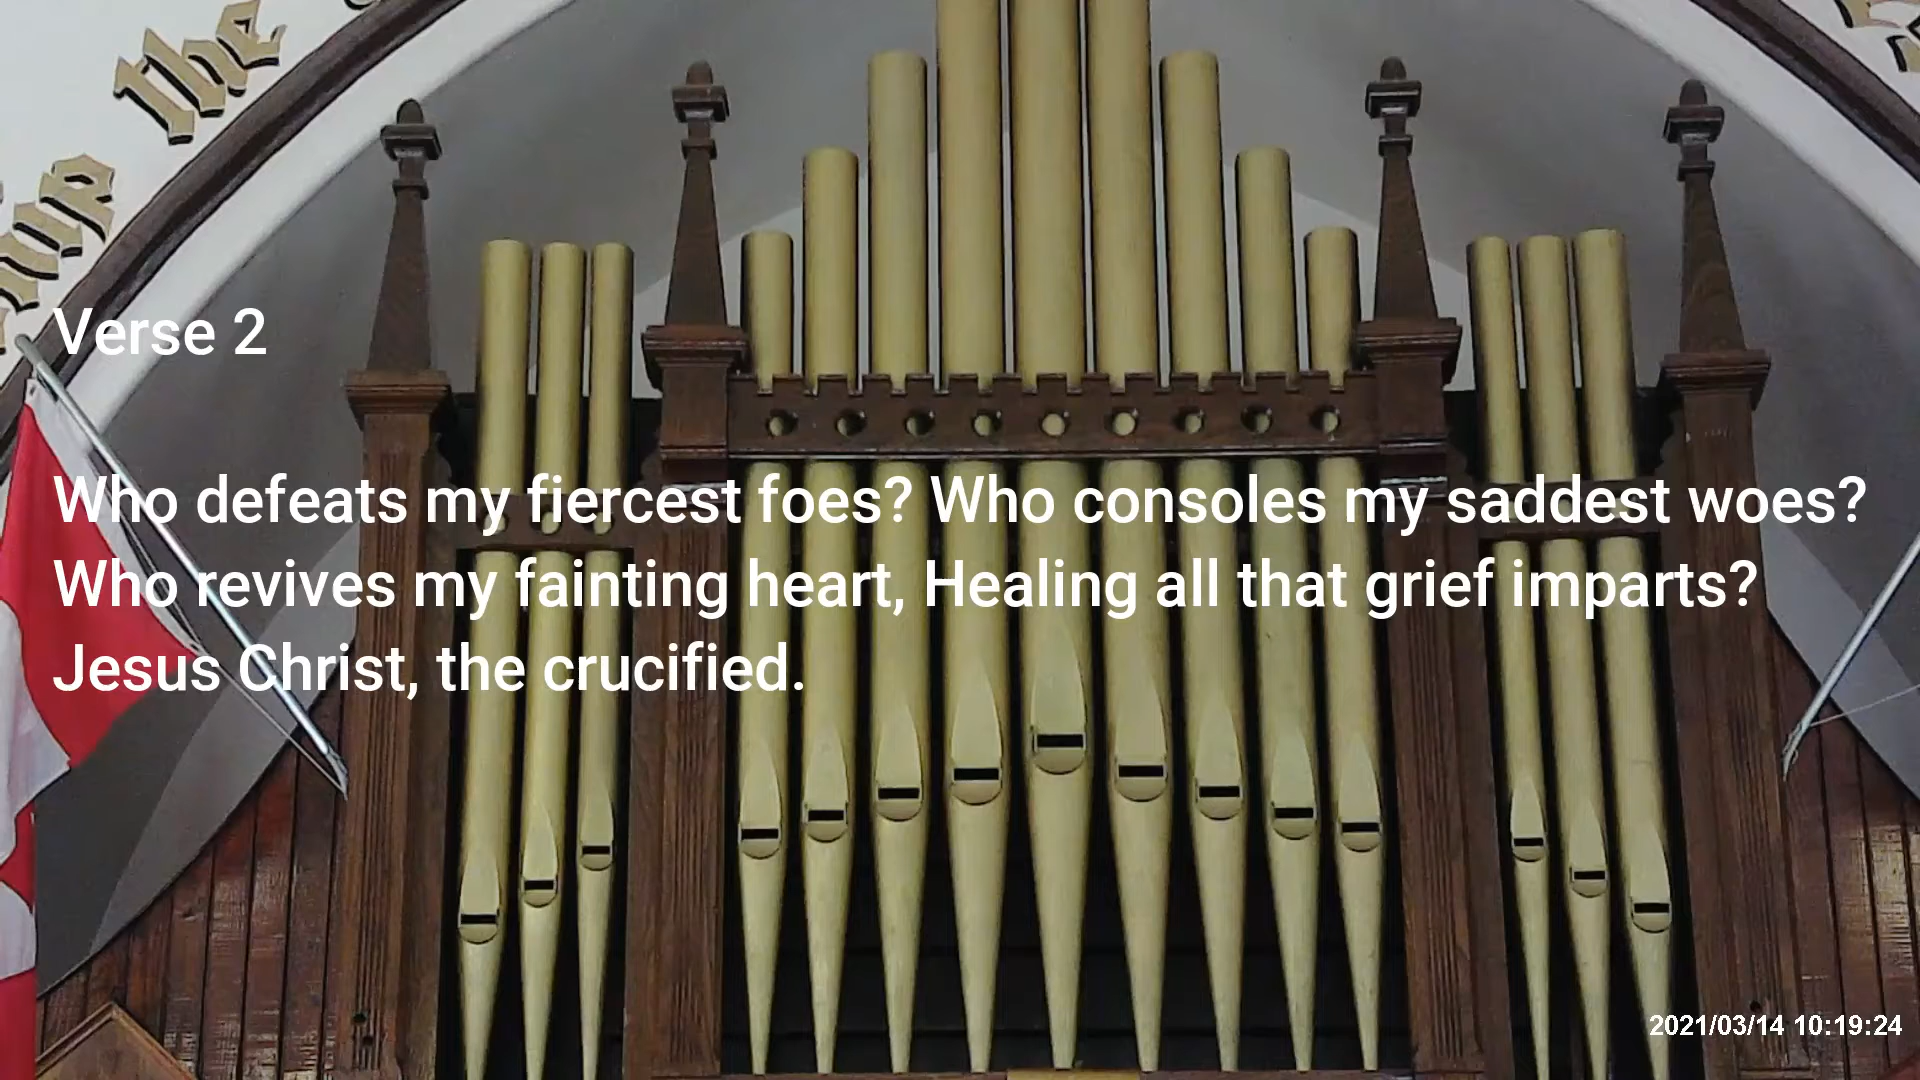 the
Verse 2
Who defeats my fiercest foes? Who consoles my saddest woes?
Who revives my fainting heart, Healing all that grief imparts?
Jesus Christ, the crucified.
2021/03/14 10:19:24